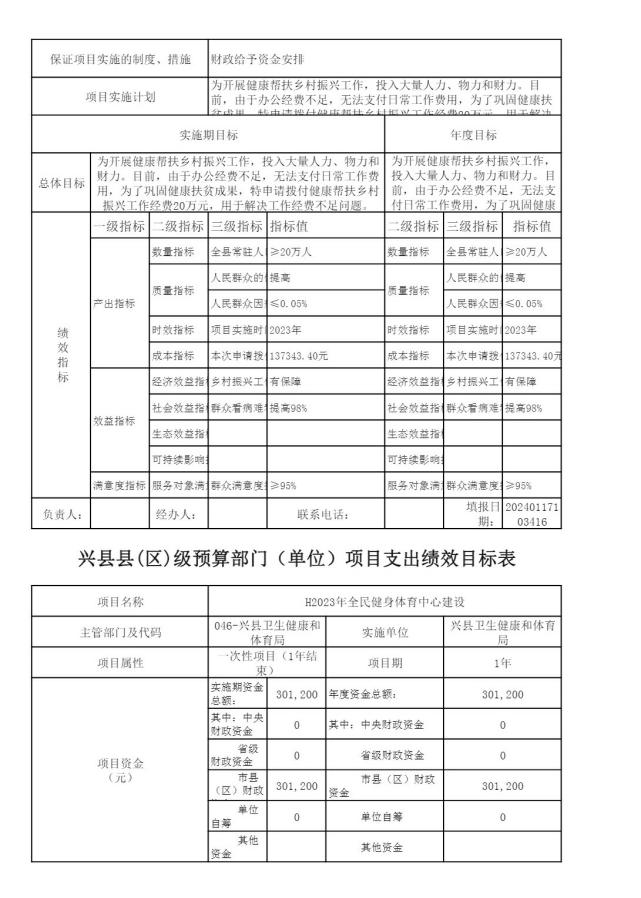 保证项目实施的制度、措施 财政给予资金安排
项目实施计划 为开展健康帮扶乡村振兴工作，投入大量人力、物力和财力。目
前，由于办公经费不足，无法支付日常工作费用，为了巩固健康扶
贫成果，特申请拨付健康帮扶乡村振兴工作经费20万元，用于解决
实施期目标 年度目标
总体目标
为开展健康帮扶乡村振兴工作，投入大量人力、物力和
财力。目前，由于办公经费不足，无法支付日常工作费
用，为了巩固健康扶贫成果，特申请拨付健康帮扶乡村
振兴工作经费20万元，用于解决工作经费不足问题。
为开展健康帮扶乡村振兴工作，
投入大量人力、物力和财力。目
前，由于办公经费不足，无法支
付日常工作费用，为了巩固健康
绩
效
指
标
一级指标 二级指标 三级指标 指标值 二级指标 三级指标 指标值
产出指标
数量指标 全县常驻人 ≥20万人 数量指标 全县常驻人 ≥20万人
质量指标 人民群众的 提高 质量指标 人民群众的 提高
人民群众因 ≤0.05% 人民群众因 ≤0.05%
时效指标 项目实施时 2023年 时效指标 项目实施时 2023年
成本指标 本次申请拨 137343.40元 成本指标 本次申请拨 137343.40元
效益指标
经济效益指 乡村振兴工 有保障 经济效益指 乡村振兴工 有保障
社会效益指 群众看病难 提高98% 社会效益指 群众看病难 提高98%
生态效益指 生态效益指
可持续影响 可持续影响
满意度指标 服务对象满 群众满意度 ≥95% 服务对象满 群众满意度 ≥95%
负责人： 经办人： 联系电话： 填报日
期：
202401171
03416
兴县县(区)级预算部门（单位）项目支出绩效目标表
项目名称 H2023年全民健身体育中心建设
主管部门及代码 046-兴县卫生健康和
体育局
实施单位 兴县卫生健康和体育
局
项目属性 一次性项目（1年结
束）
项目期 1年
项目资金
（元）
实施期资金
总额：
301,200 年度资金总额： 301,200
其中：中央
财政资金
0 其中：中央财政资金 0
省级
财政资金
0 省级财政资金 0
市县
（区）财政
301,200 市县（区）财政
资金
301,200
单位
自筹
0 单位自筹 0
其他
资金
其他资金